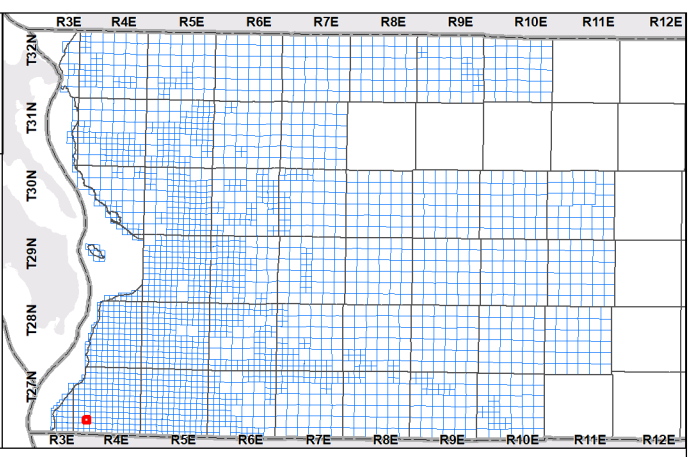 R3E R4E R5E R6E R7E R8E R9E R10E R11E R12E
T32N
T31N
T30N
T29N
T28N
T27N
R3E R4E R5E R6E R7E R8E R9E R10E R11E R12E